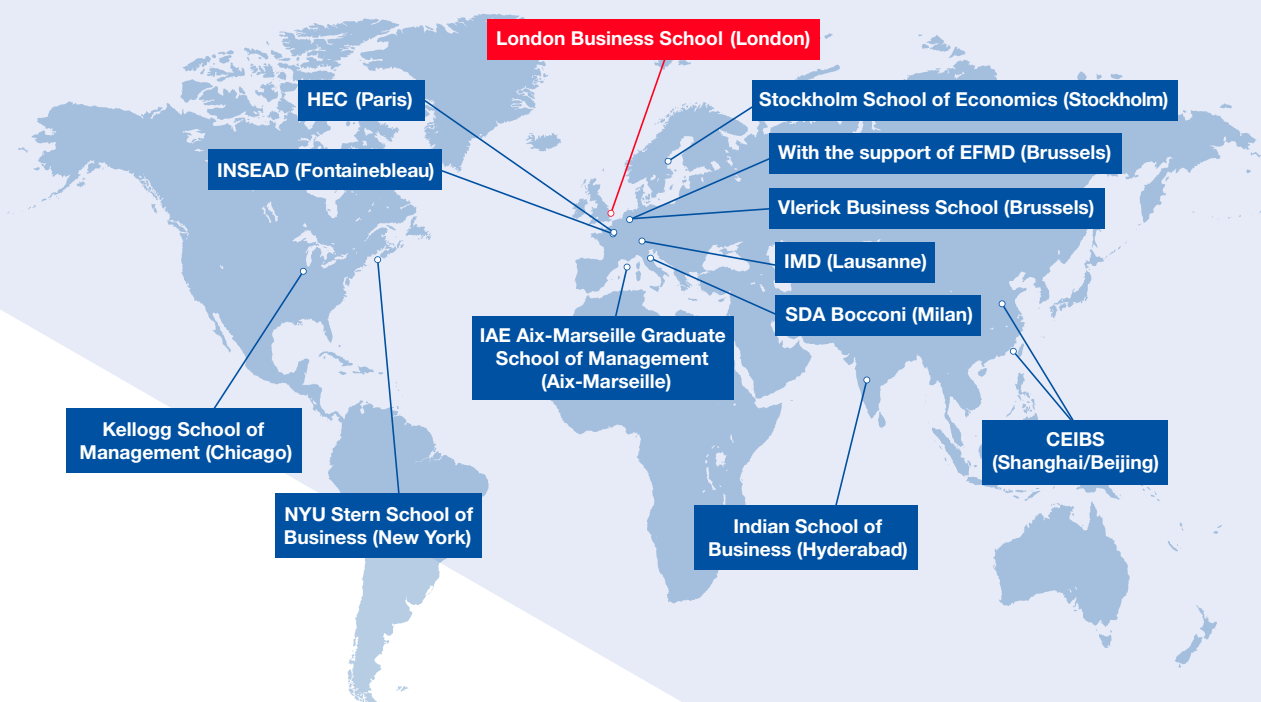 London Business School (London)
HEC (Paris)
Stockholm School of Economics (Stockholm)
With the support of EFMD (Brussels)
INSEAD (Fontainebleau)
Vlerick Business School (Brussels)
IMD (Lausanne)
SDA Bocconi (Milan)
IAE Aix-Marseille Graduate
School of Management
(Aix-Marseille)
Kellogg School of
Management (Chicago)
CEIBS
(Shanghai/Beijing)
NYU Stern School of
Business (New York)
Indian School of
Business (Hyderabad)